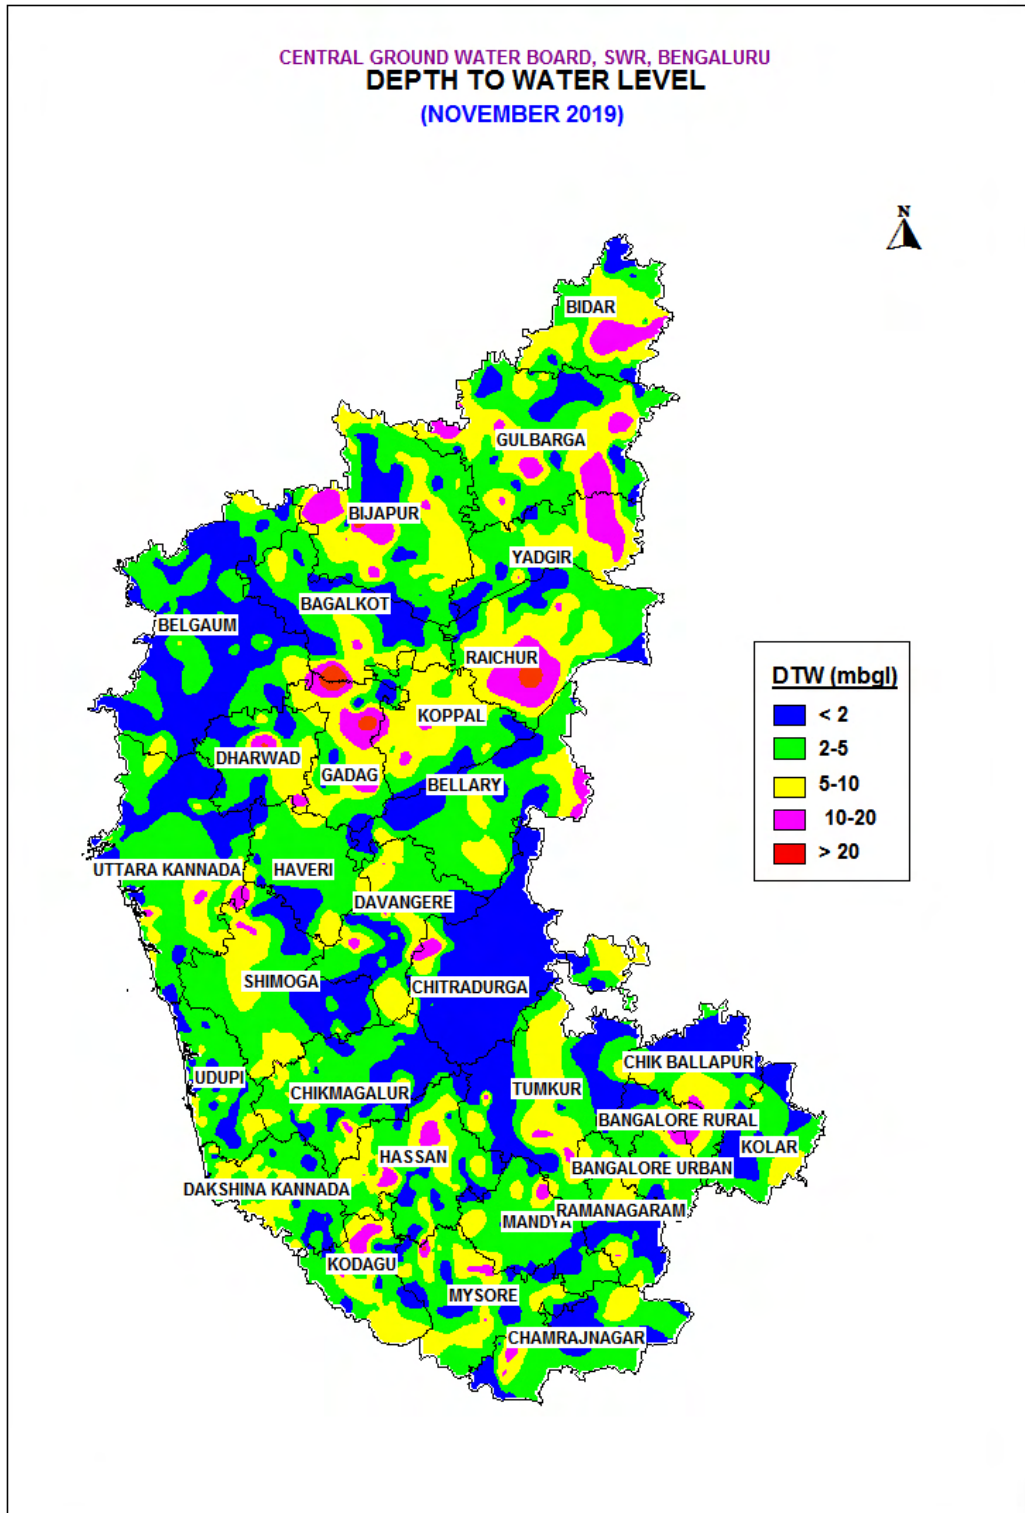 CENTRAL GROUND WATER BOARD, SWR, BENGALURU
DEPTH TO WATER LEVEL
(NOVEMBER 2019)
N
BIDAR
GULBARGA
BIJAPUR
YADGIR
BAGALKOT
BELGAUM
RAICHUR
DTW (mbgl)
< 2
2-5
5-10
10-20
> 20
KOPPAL
DHARWAD
GADAG
BELLARY
UTTARA KANNADA
HAVERI
DAVANGERE
SHIMOGA
CHITRADURGA
CHIK BALLAPUR
UDUPI
CHIKMAGALUR
TUMKUR
BANGALORE RURAL
KOLAR
HASSAN
BANGALORE URBAN
DAKSHINA KANNADA
RAMANAGARAM
MANDYA
KODAGU
MYSORE
CHAMRAJNAGAR